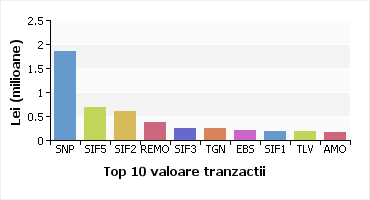 Lei (milioane)
2.5
2
1.5
1
0.5
0
SNP SIF5 SIF2 REMO SIF3 TGN EBS SIF1 TLV AMO
Top 10 valoare tranzactii